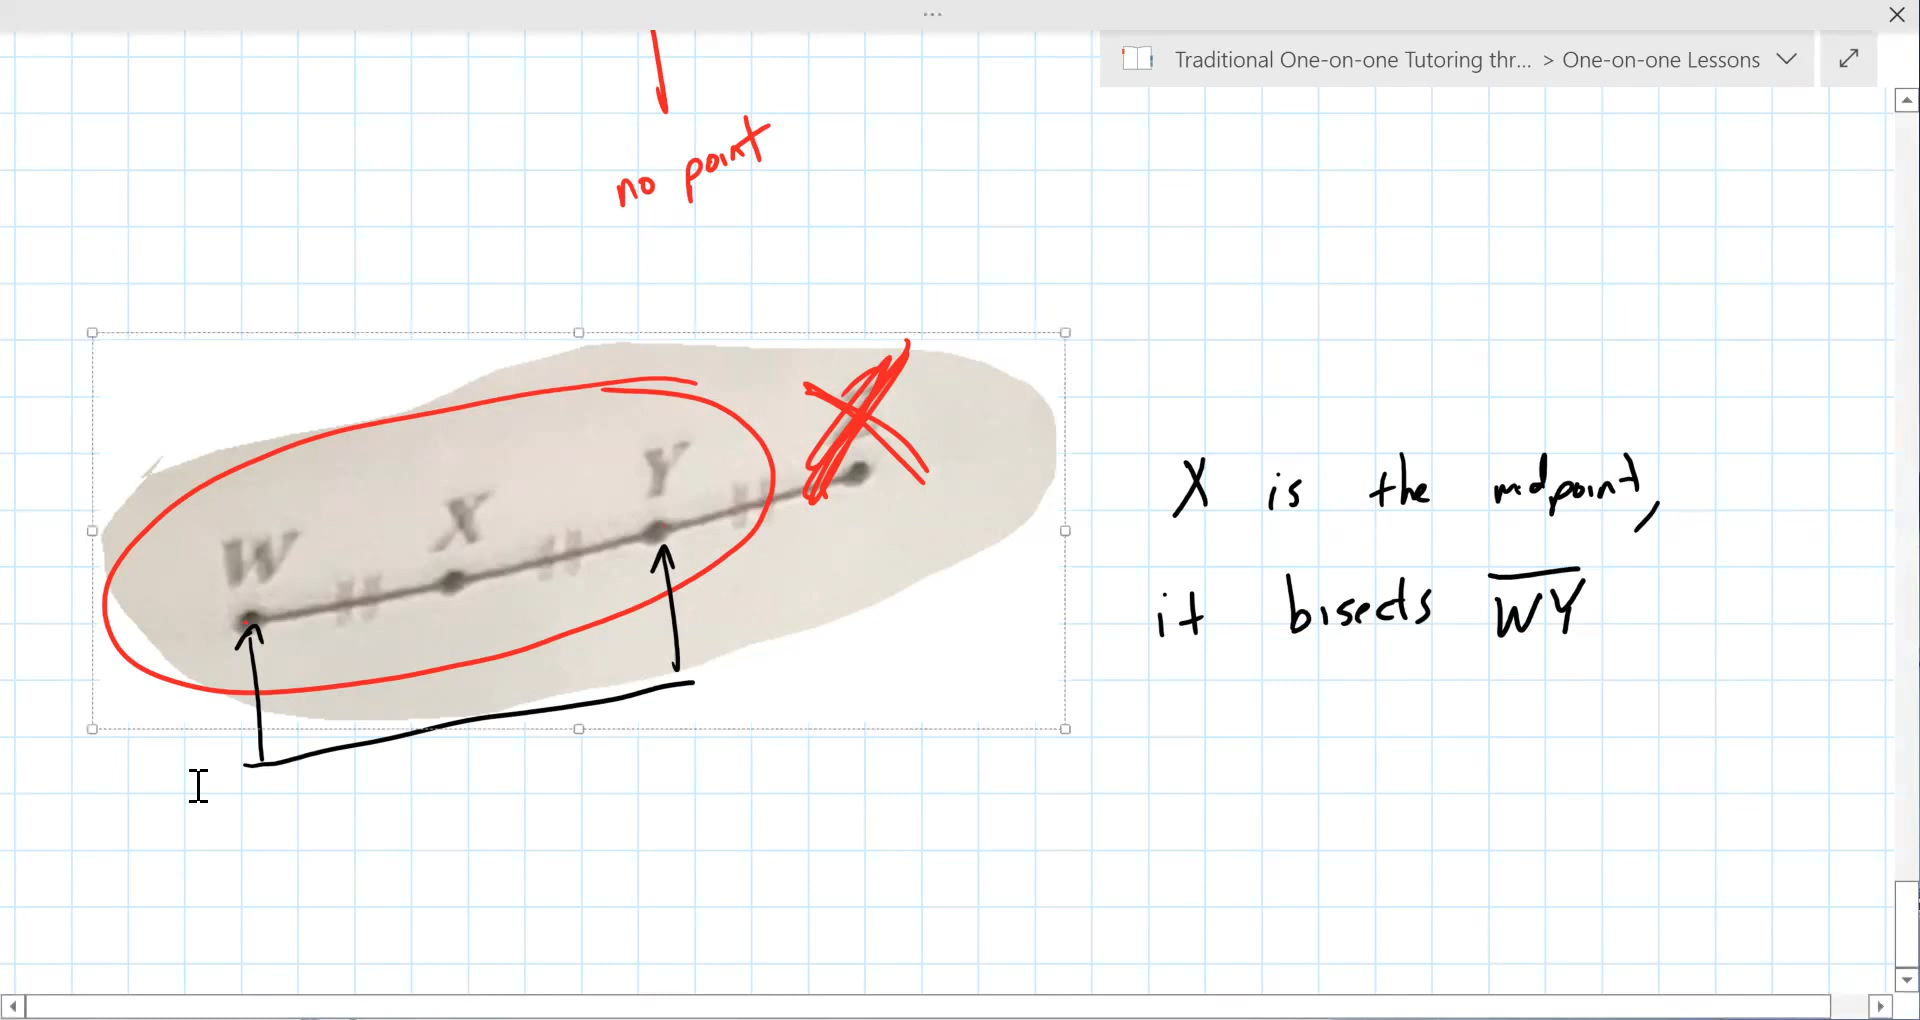 Traditional One-on-one Tutoring thr... > One-on-one Lessons
no point
W X Y
X is the midpoint,
it bisects WY